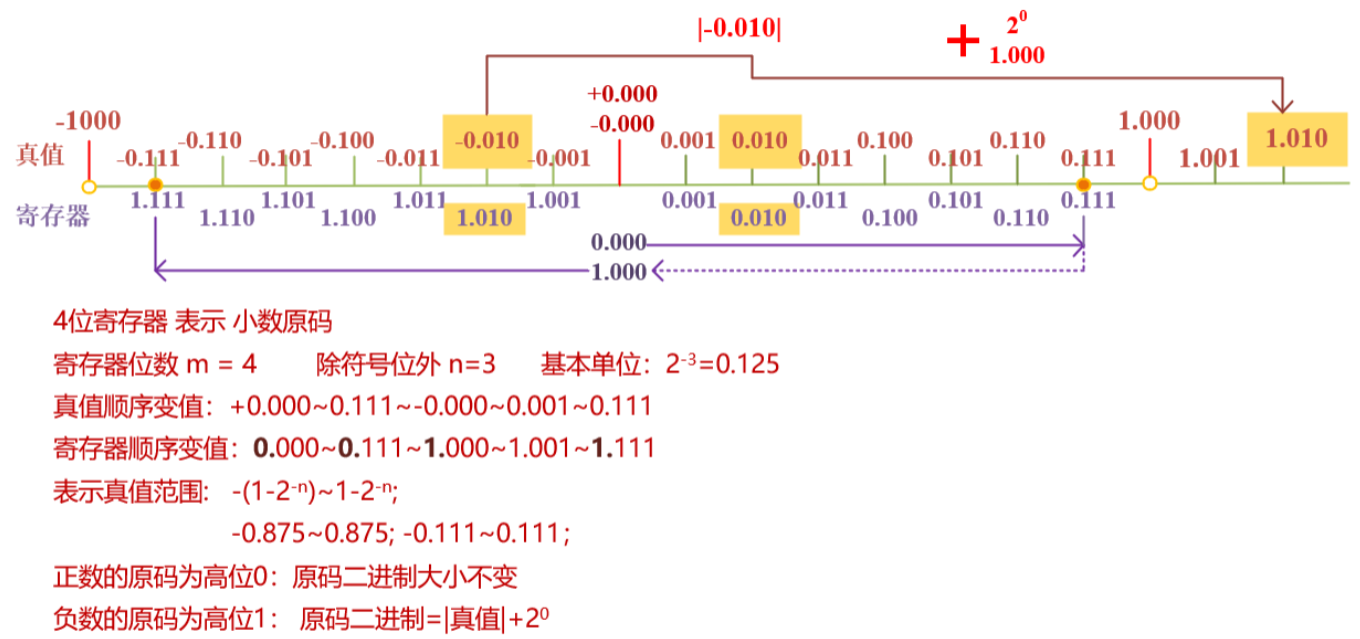 |-0.010|
+ 2⁰
1.000
+0.000
-0.000
-1000 -0.111 -0.110 -0.101 -0.100 -0.011 -0.010 -0.001 0.001 0.010 0.011 0.100 0.101 0.110 0.111 1.000 1.001 1.010
真值
寄存器
1.111 1.110 1.101 1.100 1.011 1.010 1.001 0.001 0.010 0.011 0.100 0.101 0.110 0.111
0.000
1.000
4位寄存器 表示 小数原码
寄存器位数 m = 4 除符号位外 n=3 基本单位：2⁻³=0.125
真值顺序变值：+0.000~0.111~-0.000~0.001~0.111
寄存器顺序变值：0.000~0.111~1.000~1.001~1.111
表示真值范围: -(1-2⁻ⁿ)~1-2⁻ⁿ;
-0.875~0.875; -0.111~0.111；
正数的原码为高位0：原码二进制大小不变
负数的原码为高位1： 原码二进制=|真值|+2⁰